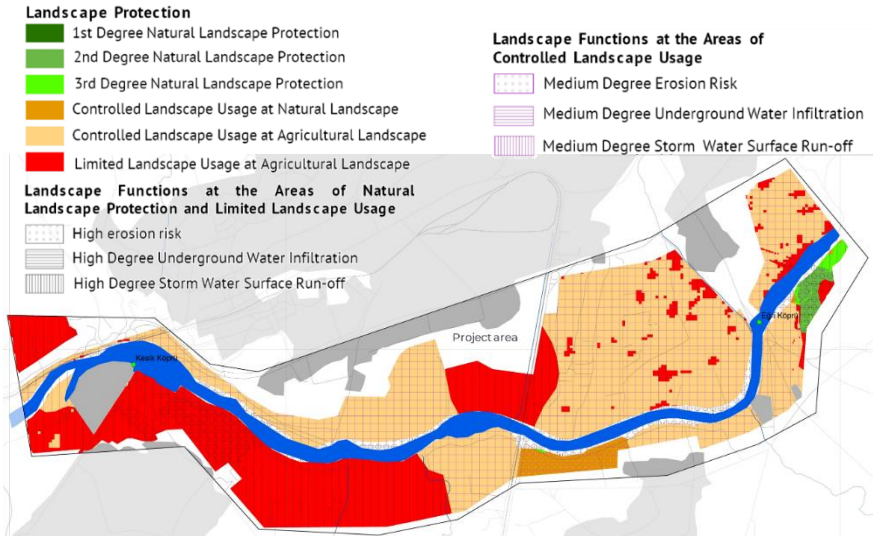 Landscape Protection
1st Degree Natural Landscape Protection
2nd Degree Natural Landscape Protection
3rd Degree Natural Landscape Protection
Controlled Landscape Usage at Natural Landscape
Controlled Landscape Usage at Agricultural Landscape
Limited Landscape Usage at Agricultural Landscape
Landscape Functions at the Areas of Natural
Landscape Protection and Limited Landscape Usage
High erosion risk
High Degree Underground Water Infiltration
High Degree Storm Water Surface Run-off
Landscape Functions at the Areas of
Controlled Landscape Usage
Medium Degree Erosion Risk
Medium Degree Underground Water Infiltration
Medium Degree Storm Water Surface Run-off
Project area
Eğri Köprü
Kesik Köprü